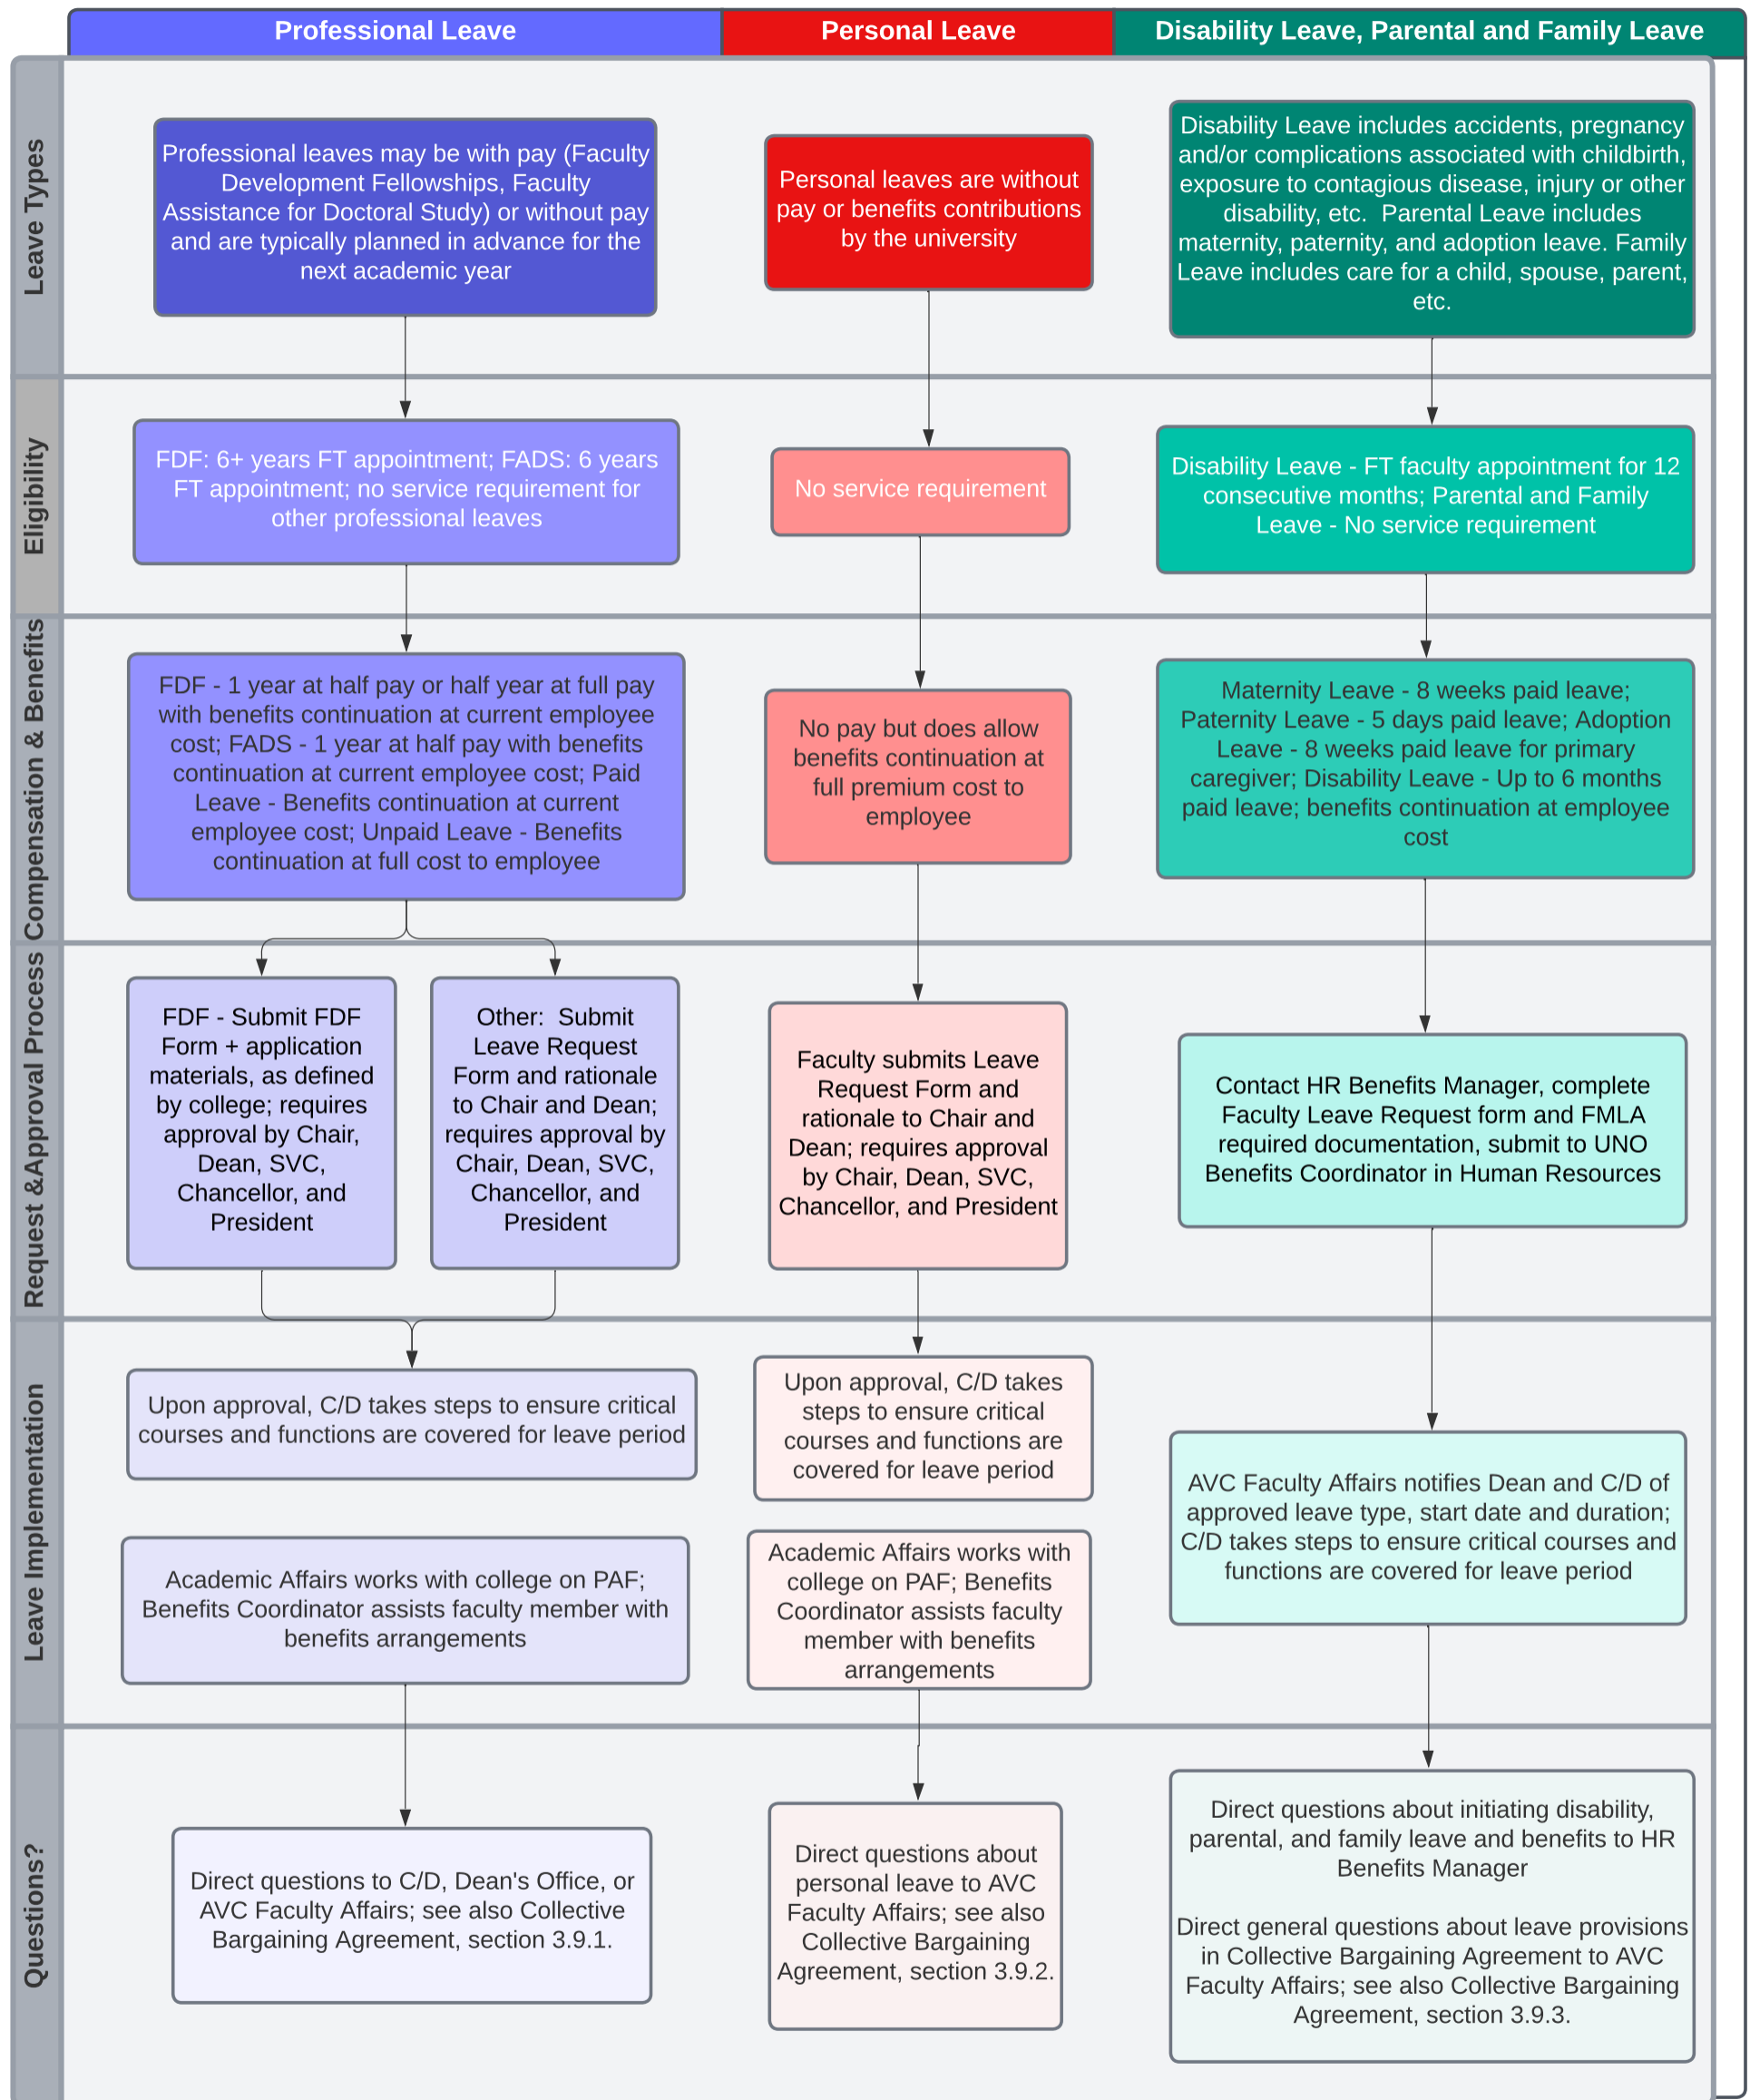 Professional Leave
Personal Leave
Disability Leave, Parental and Family Leave
Leave Types
Professional leaves may be with pay (Faculty
Development Fellowships, Faculty
Assistance for Doctoral Study) or without pay
and are typically planned in advance for the
next academic year
Personal leaves are without
pay or benefits contributions
by the university
Disability Leave includes accidents, pregnancy
and/or complications associated with childbirth,
exposure to contagious disease, injury or other
disability, etc.  Parental Leave includes
maternity, paternity, and adoption leave. Family
Leave includes care for a child, spouse, parent,
etc.
Eligibility
FDF: 6+ years FT appointment; FADS: 6 years
FT appointment; no service requirement for
other professional leaves
No service requirement
Disability Leave - FT faculty appointment for 12
consecutive months; Parental and Family
Leave - No service requirement
Compensation & Benefits
FDF - 1 year at half pay or half year at full pay
with benefits continuation at current employee
cost; FADS - 1 year at half pay with benefits
continuation at current employee cost; Paid
Leave - Benefits continuation at current
employee cost; Unpaid Leave - Benefits
continuation at full cost to employee
No pay but does allow
benefits continuation at
full premium cost to
employee
Maternity Leave - 8 weeks paid leave;
Paternity Leave - 5 days paid leave; Adoption
Leave - 8 weeks paid leave for primary
caregiver; Disability Leave - Up to 6 months
paid leave; benefits continuation at employee
cost
Request &Approval Process
FDF - Submit FDF
Form + application
materials, as defined
by college; requires
approval by Chair,
Dean, SVC,
Chancellor, and
President
Other:  Submit
Leave Request
Form and rationale
to Chair and Dean;
requires approval by
Chair, Dean, SVC,
Chancellor, and
President
Faculty submits Leave
Request Form and
rationale to Chair and
Dean; requires approval
by Chair, Dean, SVC,
Chancellor, and President
Contact HR Benefits Manager, complete
Faculty Leave Request form and FMLA
required documentation, submit to UNO
Benefits Coordinator in Human Resources
Leave Implementation
Upon approval, C/D takes steps to ensure critical
courses and functions are covered for leave period
Academic Affairs works with college on PAF;
Benefits Coordinator assists faculty member with
benefits arrangements
Upon approval, C/D takes
steps to ensure critical
courses and functions are
covered for leave period
Academic Affairs works with
college on PAF; Benefits
Coordinator assists faculty
member with benefits
arrangements
AVC Faculty Affairs notifies Dean and C/D of
approved leave type, start date and duration;
C/D takes steps to ensure critical courses and
functions are covered for leave period
Questions?
Direct questions to C/D, Dean's Office, or
AVC Faculty Affairs; see also Collective
Bargaining Agreement, section 3.9.1.
Direct questions about
personal leave to AVC
Faculty Affairs; see also
Collective Bargaining
Agreement, section 3.9.2.
Direct questions about initiating disability,
parental, and family leave and benefits to HR
Benefits Manager
Direct general questions about leave provisions
in Collective Bargaining Agreement to AVC
Faculty Affairs; see also Collective Bargaining
Agreement, section 3.9.3.